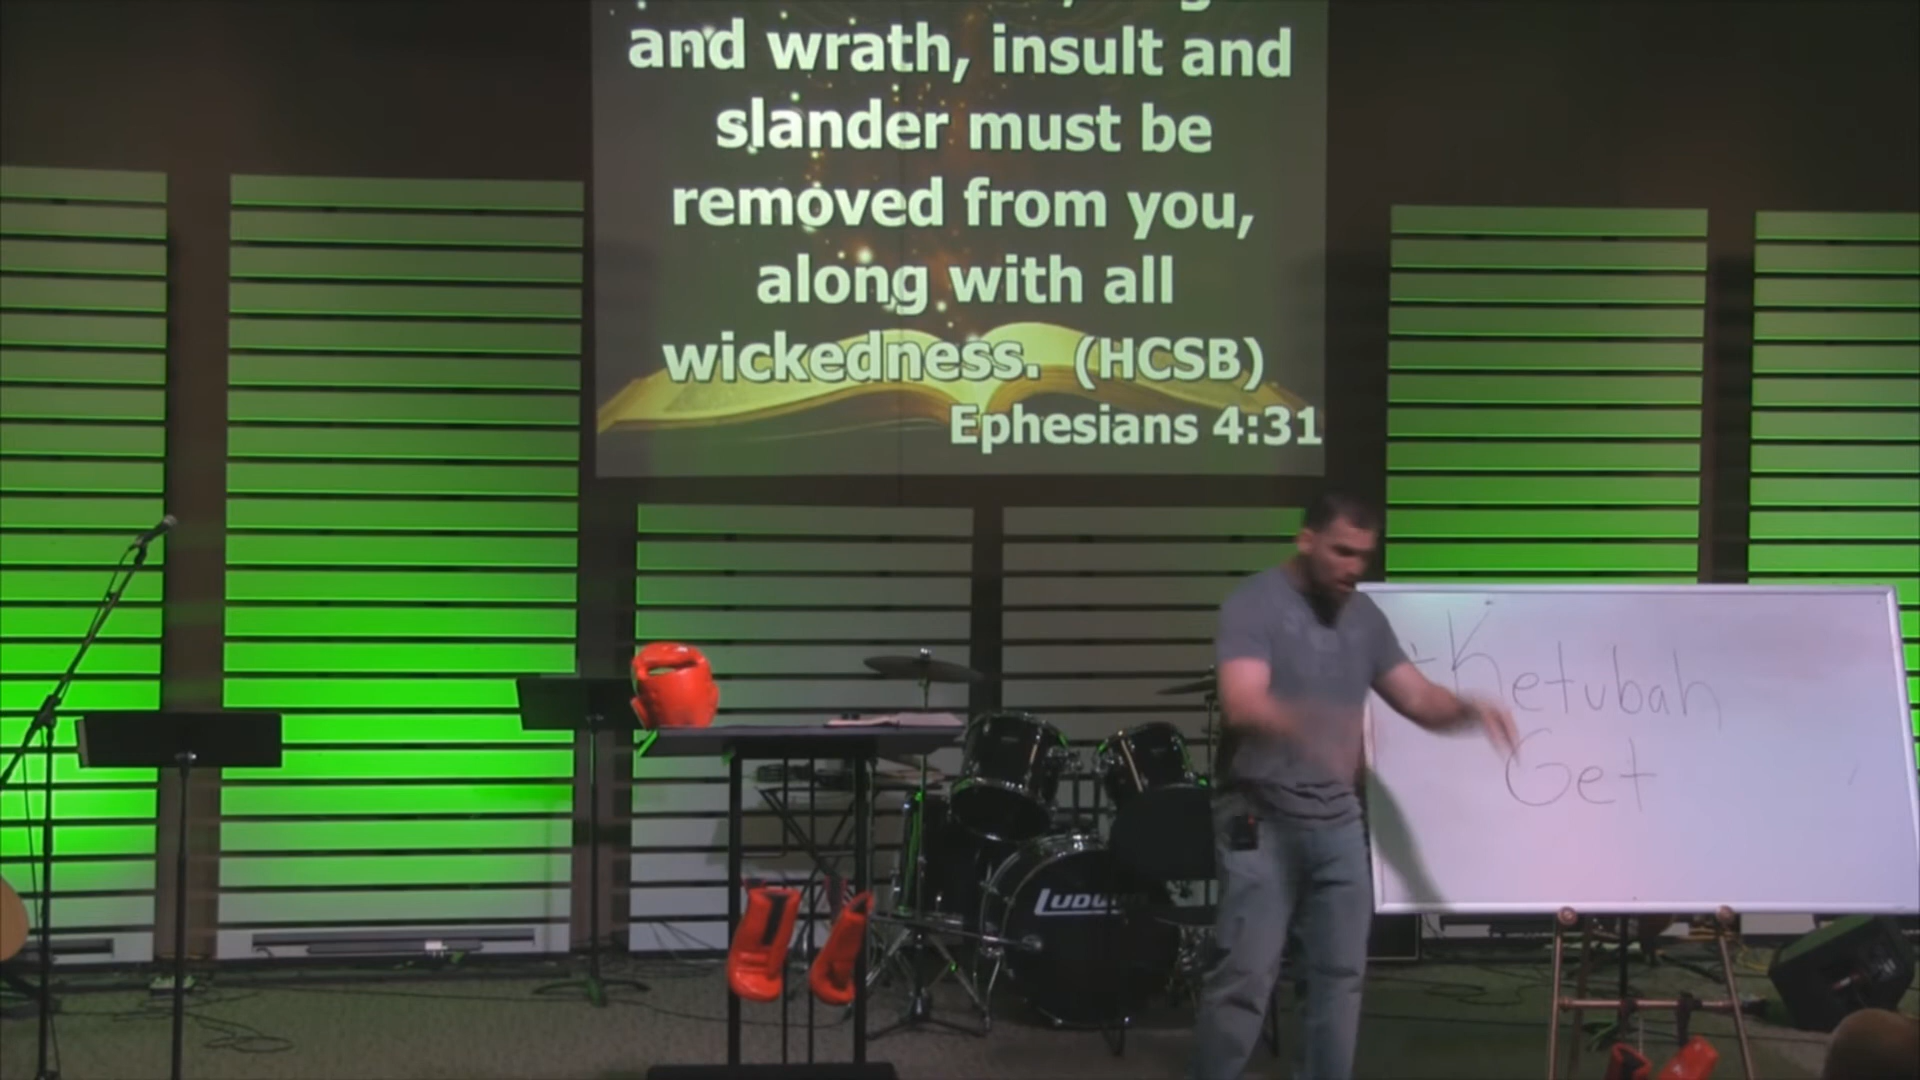 and wrath, insult and
slander must be
removed from you,
along with all
wickedness. (HCSB)
Ephesians 4:31
Ketubah
Get